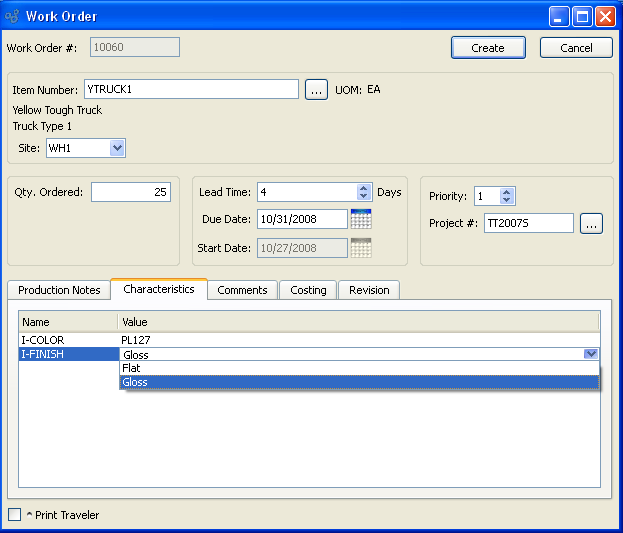 Work Order
Work Order #: 10060 Create Cancel
Item Number: YTRUCK1 ... UOM: EA
Yellow Tough Truck
Truck Type 1
Site: WH1
Qty. Ordered: 25 Lead Time: 4 Days Priority: 1
Due Date: 10/31/2008 Project #: TT2007S ...
Start Date: 10/27/2008
Production Notes Characteristics Comments Costing Revision
Name Value
I-COLOR PL127
I-FINISH Gloss
Flat
Gloss
^ Print Traveler